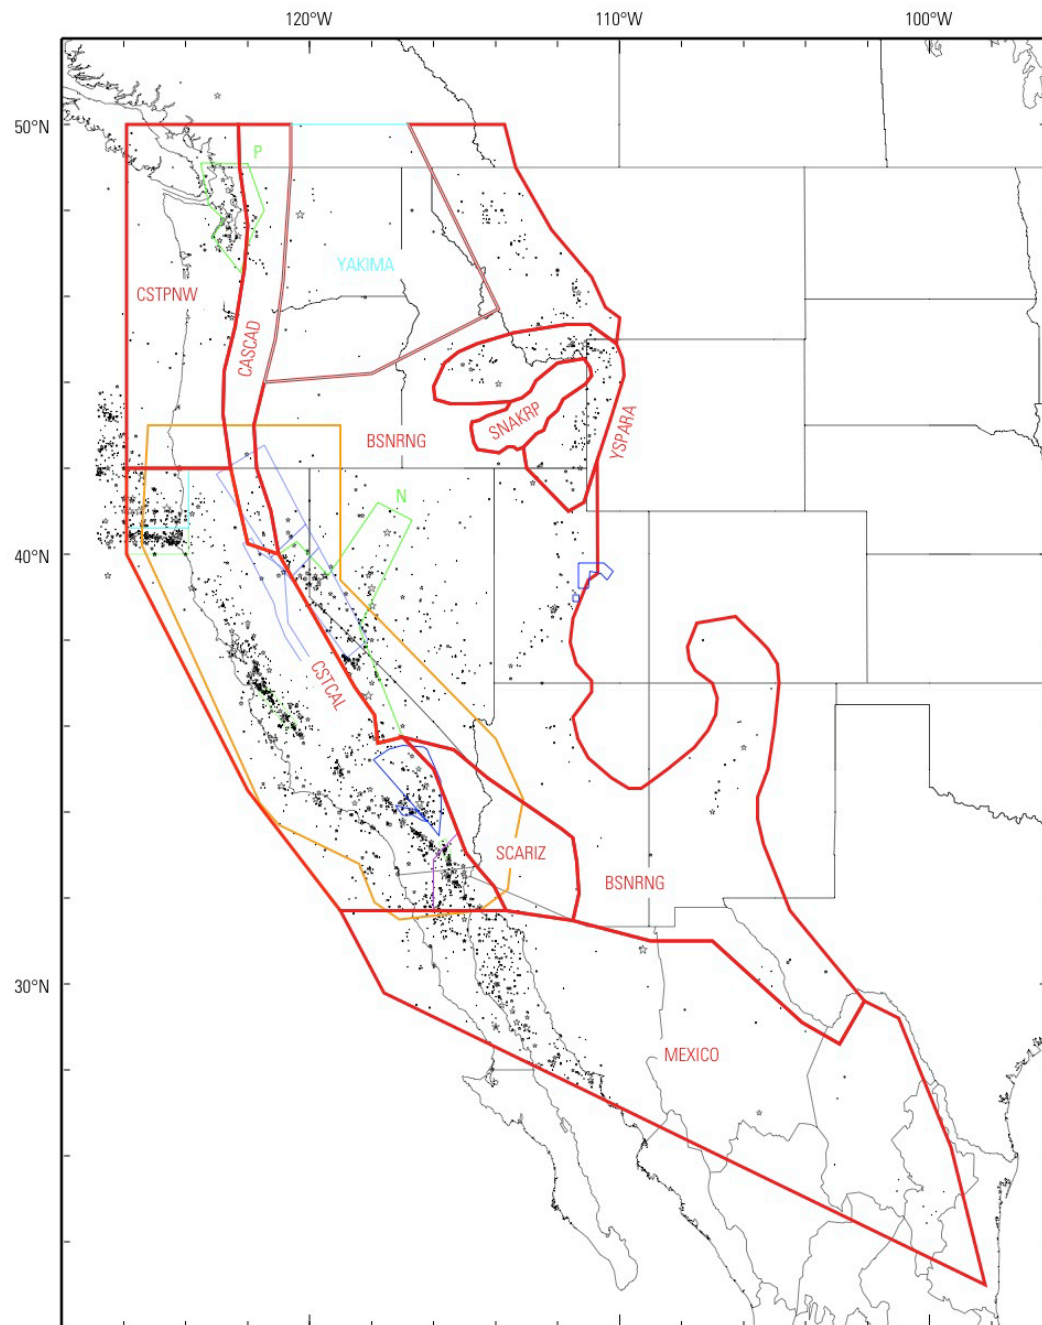 120°W 110°W 100°W
50°N
P
YAKIMA
CSTPNW
CASCAD
BSNRNG
SNAKRP
YSPARA
N
40°N
CSTCAL
SCARIZ
BSNRNG
30°N
MEXICO